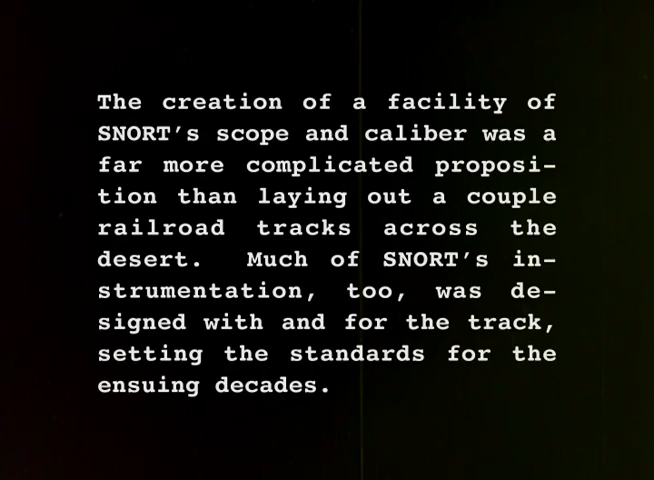 The creation of a facility of
SNORT's scope and caliber was a
far more complicated proposi-
tion than laying out a couple
railroad tracks across the
desert. Much of SNORT's in-
strumentation, too, was de-
signed with and for the track,
setting the standards for the
ensuing decades.